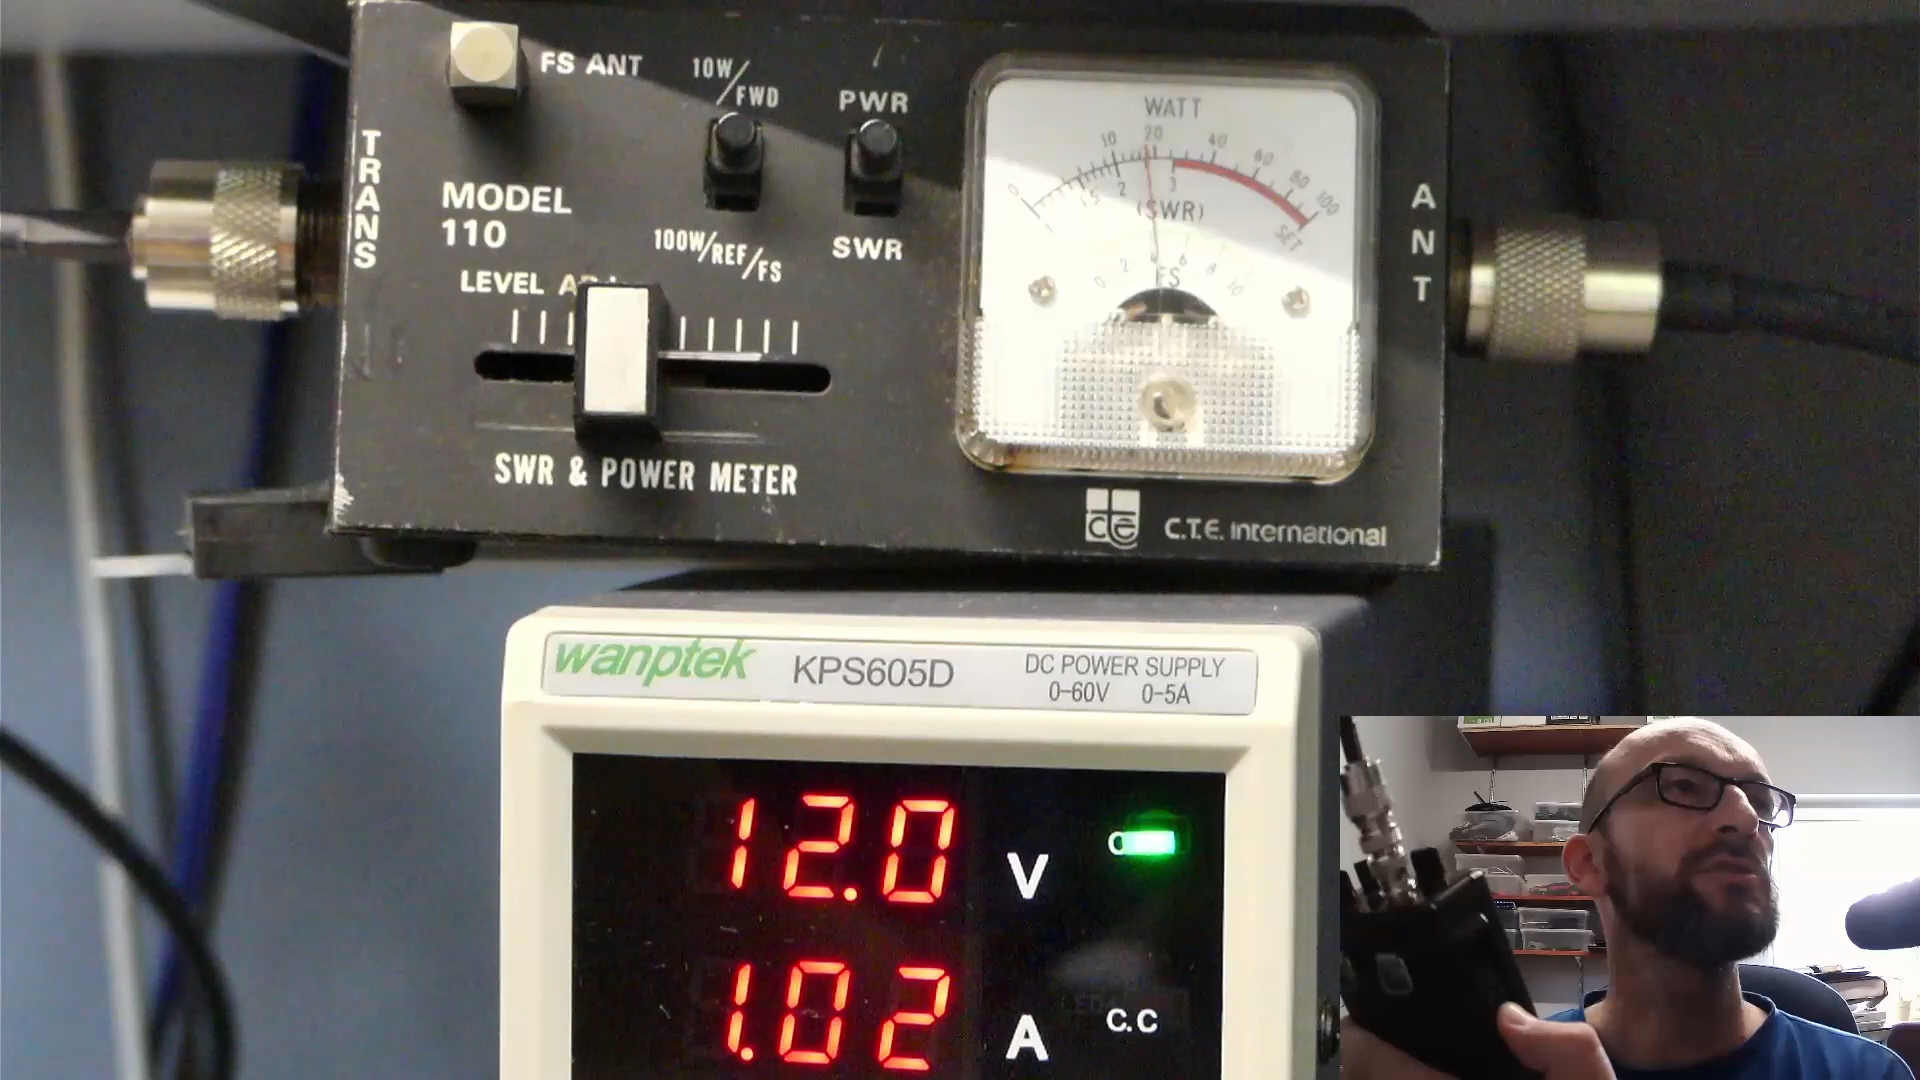 FS ANT
10W/FWD
PWR
TRANS
MODEL
110
100W/REF/FS
SWR
LEVEL ADJ
SWR & POWER METER
WATT
0 10 20 40 60 80 100
1 1.5 2 3
(SWR)
SET
0 2 4 6 8 10
FS
ANT
cte
C.T.E. international
wanptek KPS605D
DC POWER SUPPLY
0-60V 0-5A
12.0 V
1.02 A
C.C